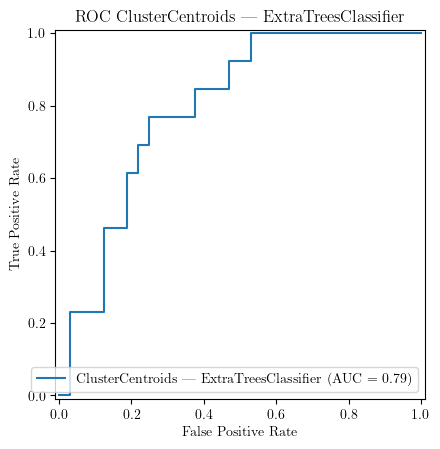 ROC ClusterCentroids — ExtraTreesClassifier
1.0
0.8
0.6
0.4
0.2
0.0
True Positive Rate
ClusterCentroids — ExtraTreesClassifier (AUC = 0.79)
0.0 0.2 0.4 0.6 0.8 1.0
False Positive Rate